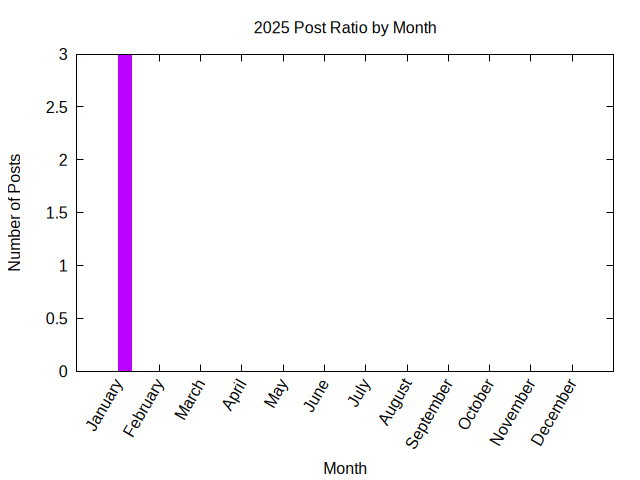 2025 Post Ratio by Month
Number of Posts
3
2.5
2
1.5
1
0.5
0
January
February
March
April
May
June
July
August
September
October
November
December
Month